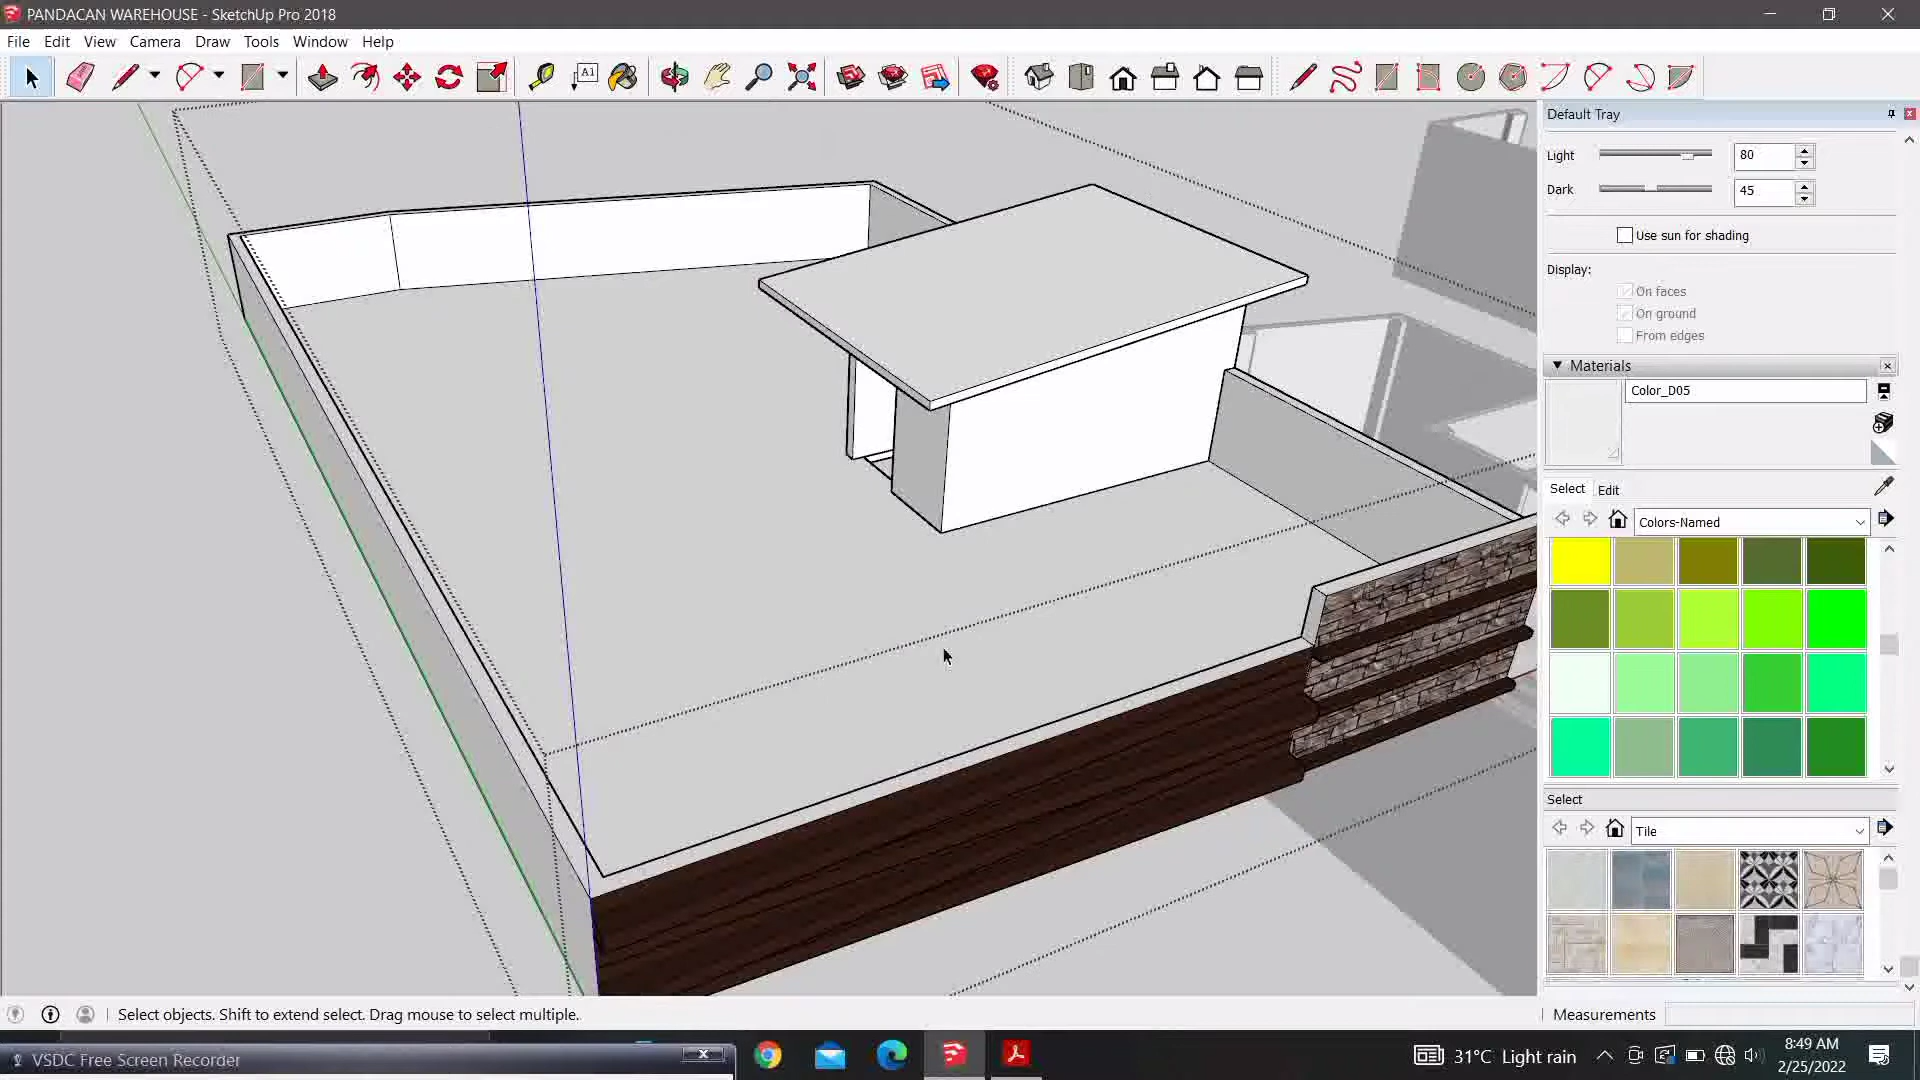 PANDACAN WAREHOUSE - SketchUp Pro 2018
File Edit View Camera Draw Tools Window Help
A1
Default Tray
Light 80
Dark 45
Use sun for shading
Display:
On faces
On ground
From edges
Materials
Color_D05
Select Edit
Colors-Named
Select
Tile
Select objects. Shift to extend select. Drag mouse to select multiple.
Measurements
VSDC Free Screen Recorder
31°C Light rain
8:49 AM
2/25/2022